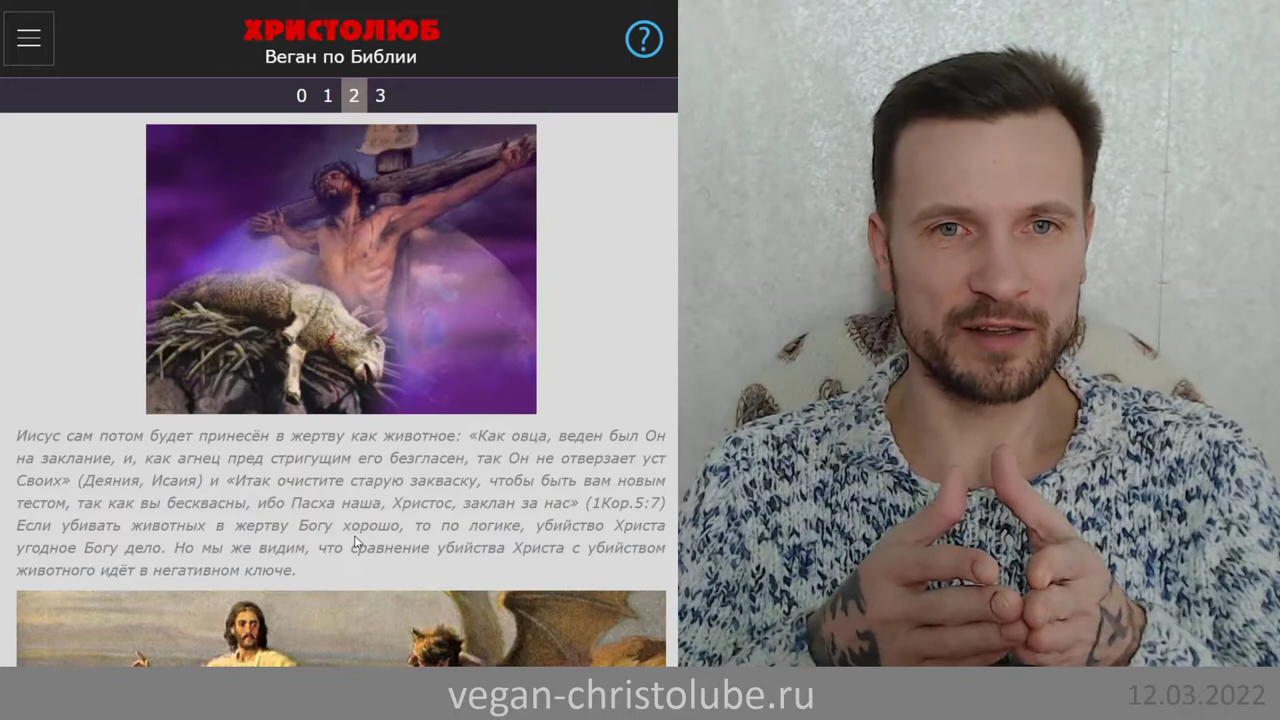 ХРИСТОЛЮБ
Веган по Библии
?
0 1 2 3
Иисус сам потом будет принесён в жертву как животное: «Как овца, веден был Он
на заклание, и, как агнец пред стригущим его безгласен, так Он не отверзает уст
Своих» (Деяния, Исаия) и «Итак очистите старую закваску, чтобы быть вам новым
тестом, так как вы бесквасны, ибо Пасха наша, Христос, заклан за нас» (1Кор.5:7)
Если убивать животных в жертву Богу хорошо, то по логике, убийство Христа
угодное Богу дело. Но мы же видим, что сравнение убийства Христа с убийством
животного идёт в негативном ключе.
vegan-christolube.ru
12.03.2022